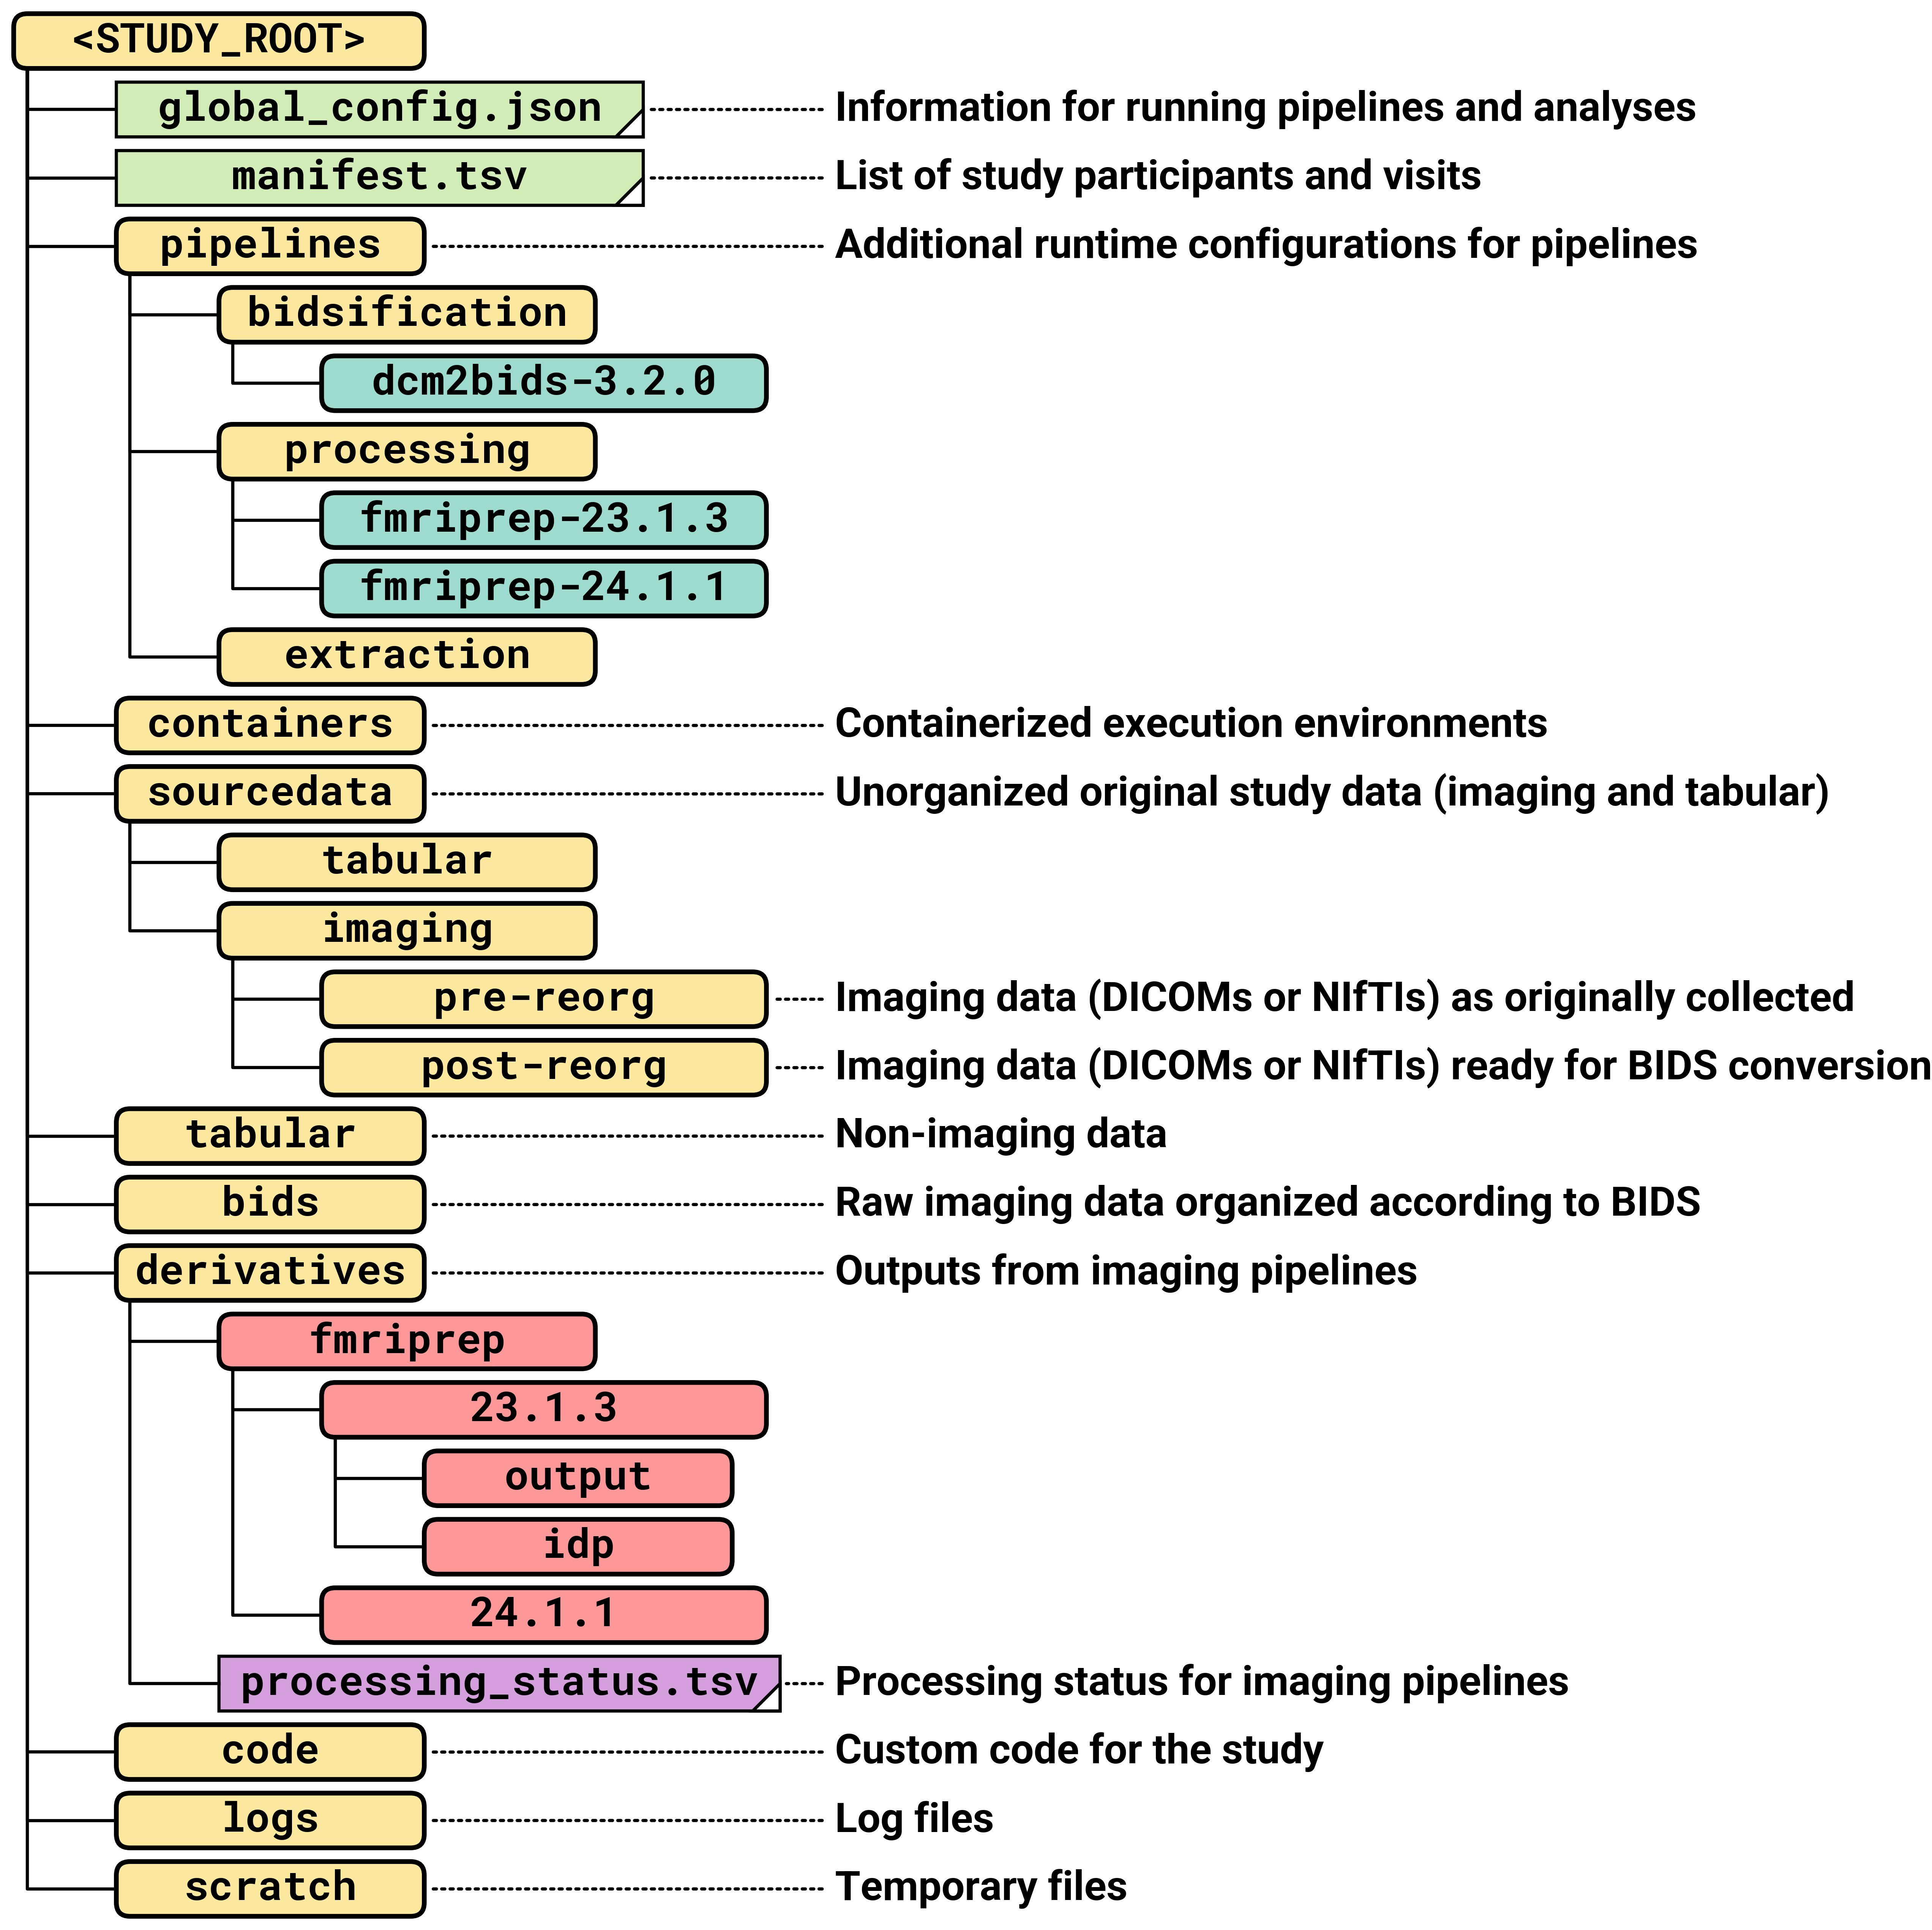 <STUDY_ROOT>
global_config.json Information for running pipelines and analyses
manifest.tsv List of study participants and visits
pipelines Additional runtime configurations for pipelines
bidsification
dcm2bids-3.2.0
processing
fmriprep-23.1.3
fmriprep-24.1.1
extraction
containers Containerized execution environments
sourcedata Unorganized original study data (imaging and tabular)
tabular
imaging
pre-reorg Imaging data (DICOMs or NIfTIs) as originally collected
post-reorg Imaging data (DICOMs or NIfTIs) ready for BIDS conversion
tabular Non-imaging data
bids Raw imaging data organized according to BIDS
derivatives Outputs from imaging pipelines
fmriprep
23.1.3
output
idp
24.1.1
processing_status.tsv Processing status for imaging pipelines
code Custom code for the study
logs Log files
scratch Temporary files